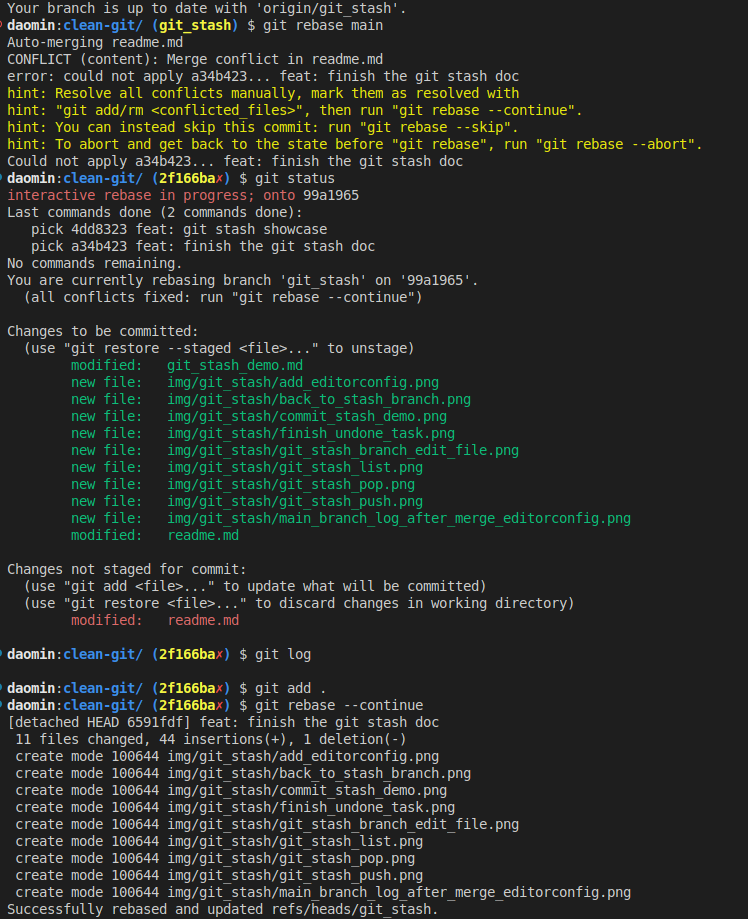 Your branch is up to date with 'origin/git_stash'.
daomin:clean-git/ (git_stash) $ git rebase main
Auto-merging readme.md
CONFLICT (content): Merge conflict in readme.md
error: could not apply a34b423... feat: finish the git stash doc
hint: Resolve all conflicts manually, mark them as resolved with
hint: "git add/rm <conflicted_files>", then run "git rebase --continue".
hint: You can instead skip this commit: run "git rebase --skip".
hint: To abort and get back to the state before "git rebase", run "git rebase --abort".
Could not apply a34b423... feat: finish the git stash doc
daomin:clean-git/ (2f166ba✗) $ git status
interactive rebase in progress; onto 99a1965
Last commands done (2 commands done):
   pick 4dd8323 feat: git stash showcase
   pick a34b423 feat: finish the git stash doc
No commands remaining.
You are currently rebasing branch 'git_stash' on '99a1965'.
  (all conflicts fixed: run "git rebase --continue")
Changes to be committed:
  (use "git restore --staged <file>..." to unstage)
        modified:   git_stash_demo.md
        new file:   img/git_stash/add_editorconfig.png
        new file:   img/git_stash/back_to_stash_branch.png
        new file:   img/git_stash/commit_stash_demo.png
        new file:   img/git_stash/finish_undone_task.png
        new file:   img/git_stash/git_stash_branch_edit_file.png
        new file:   img/git_stash/git_stash_list.png
        new file:   img/git_stash/git_stash_pop.png
        new file:   img/git_stash/git_stash_push.png
        new file:   img/git_stash/main_branch_log_after_merge_editorconfig.png
        modified:   readme.md
Changes not staged for commit:
  (use "git add <file>..." to update what will be committed)
  (use "git restore <file>..." to discard changes in working directory)
        modified:   readme.md
daomin:clean-git/ (2f166ba✗) $ git log
daomin:clean-git/ (2f166ba✗) $ git add .
daomin:clean-git/ (2f166ba✗) $ git rebase --continue
[detached HEAD 6591fdf] feat: finish the git stash doc
 11 files changed, 44 insertions(+), 1 deletion(-)
 create mode 100644 img/git_stash/add_editorconfig.png
 create mode 100644 img/git_stash/back_to_stash_branch.png
 create mode 100644 img/git_stash/commit_stash_demo.png
 create mode 100644 img/git_stash/finish_undone_task.png
 create mode 100644 img/git_stash/git_stash_branch_edit_file.png
 create mode 100644 img/git_stash/git_stash_list.png
 create mode 100644 img/git_stash/git_stash_pop.png
 create mode 100644 img/git_stash/git_stash_push.png
 create mode 100644 img/git_stash/main_branch_log_after_merge_editorconfig.png
Successfully rebased and updated refs/heads/git_stash.